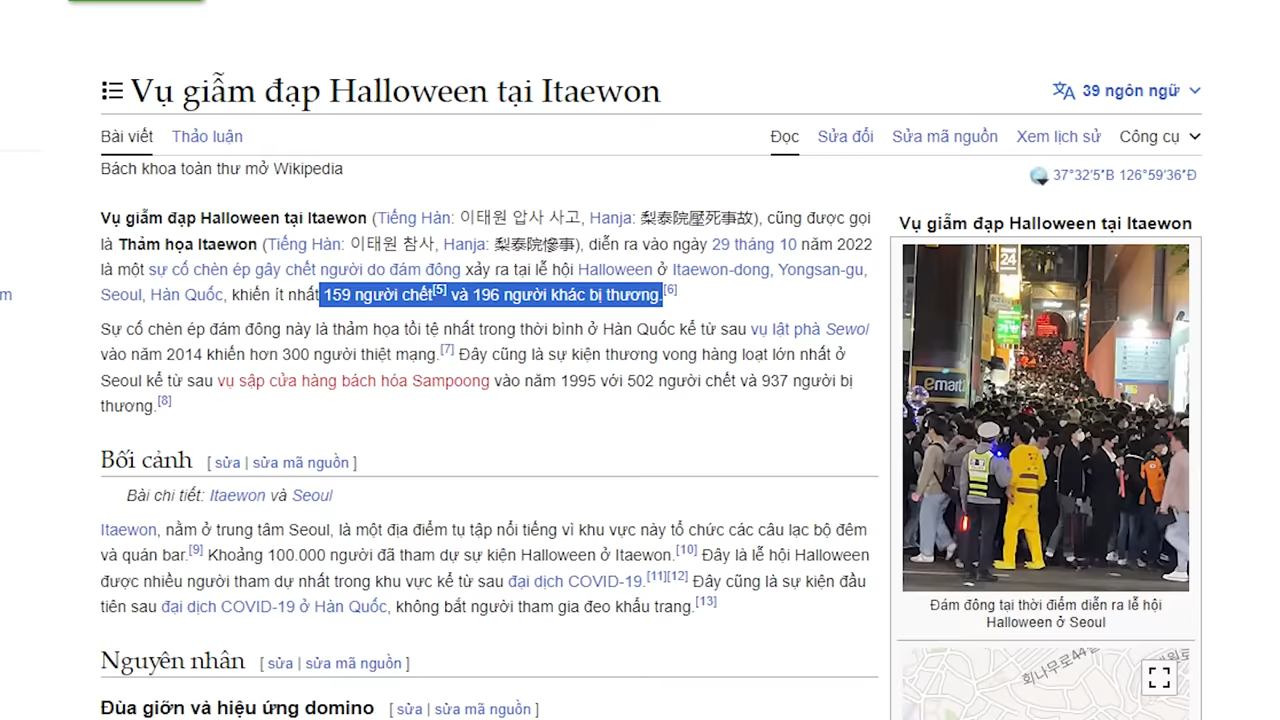 Vụ giẫm đạp Halloween tại Itaewon
39 ngôn ngữ
Bài viết Thảo luận
Đọc Sửa đổi Sửa mã nguồn Xem lịch sử Công cụ
Bách khoa toàn thư mở Wikipedia
37°32′5″B 126°59′36″Đ
Vụ giẫm đạp Halloween tại Itaewon (Tiếng Hàn: 이태원 압사 사고, Hanja: 梨泰院壓死事故), cũng được gọi
là Thảm họa Itaewon (Tiếng Hàn: 이태원 참사, Hanja: 梨泰院慘事), diễn ra vào ngày 29 tháng 10 năm 2022
là một sự cố chèn ép gây chết người do đám đông xảy ra tại lễ hội Halloween ở Itaewon-dong, Yongsan-gu,
Seoul, Hàn Quốc, khiến ít nhất 159 người chết[5] và 196 người khác bị thương.[6]
Sự cố chèn ép đám đông này là thảm họa tồi tệ nhất trong thời bình ở Hàn Quốc kể từ sau vụ lật phà Sewol
vào năm 2014 khiến hơn 300 người thiệt mạng.[7] Đây cũng là sự kiện thương vong hàng loạt lớn nhất ở
Seoul kể từ sau vụ sập cửa hàng bách hóa Sampoong vào năm 1995 với 502 người chết và 937 người bị
thương.[8]
Bối cảnh [ sửa | sửa mã nguồn ]
Bài chi tiết: Itaewon và Seoul
Itaewon, nằm ở trung tâm Seoul, là một địa điểm tụ tập nổi tiếng vì khu vực này tổ chức các câu lạc bộ đêm
và quán bar.[9] Khoảng 100.000 người đã tham dự sự kiện Halloween ở Itaewon.[10] Đây là lễ hội Halloween
được nhiều người tham dự nhất trong khu vực kể từ sau đại dịch COVID-19.[11][12] Đây cũng là sự kiện đầu
tiên sau đại dịch COVID-19 ở Hàn Quốc, không bắt người tham gia đeo khẩu trang.[13]
Nguyên nhân [ sửa | sửa mã nguồn ]
Đùa giỡn và hiệu ứng domino [ sửa | sửa mã nguồn ]
m
Vụ giẫm đạp Halloween tại Itaewon
24
emart
Đám đông tại thời điểm diễn ra lễ hội
Halloween ở Seoul
회나무로44길